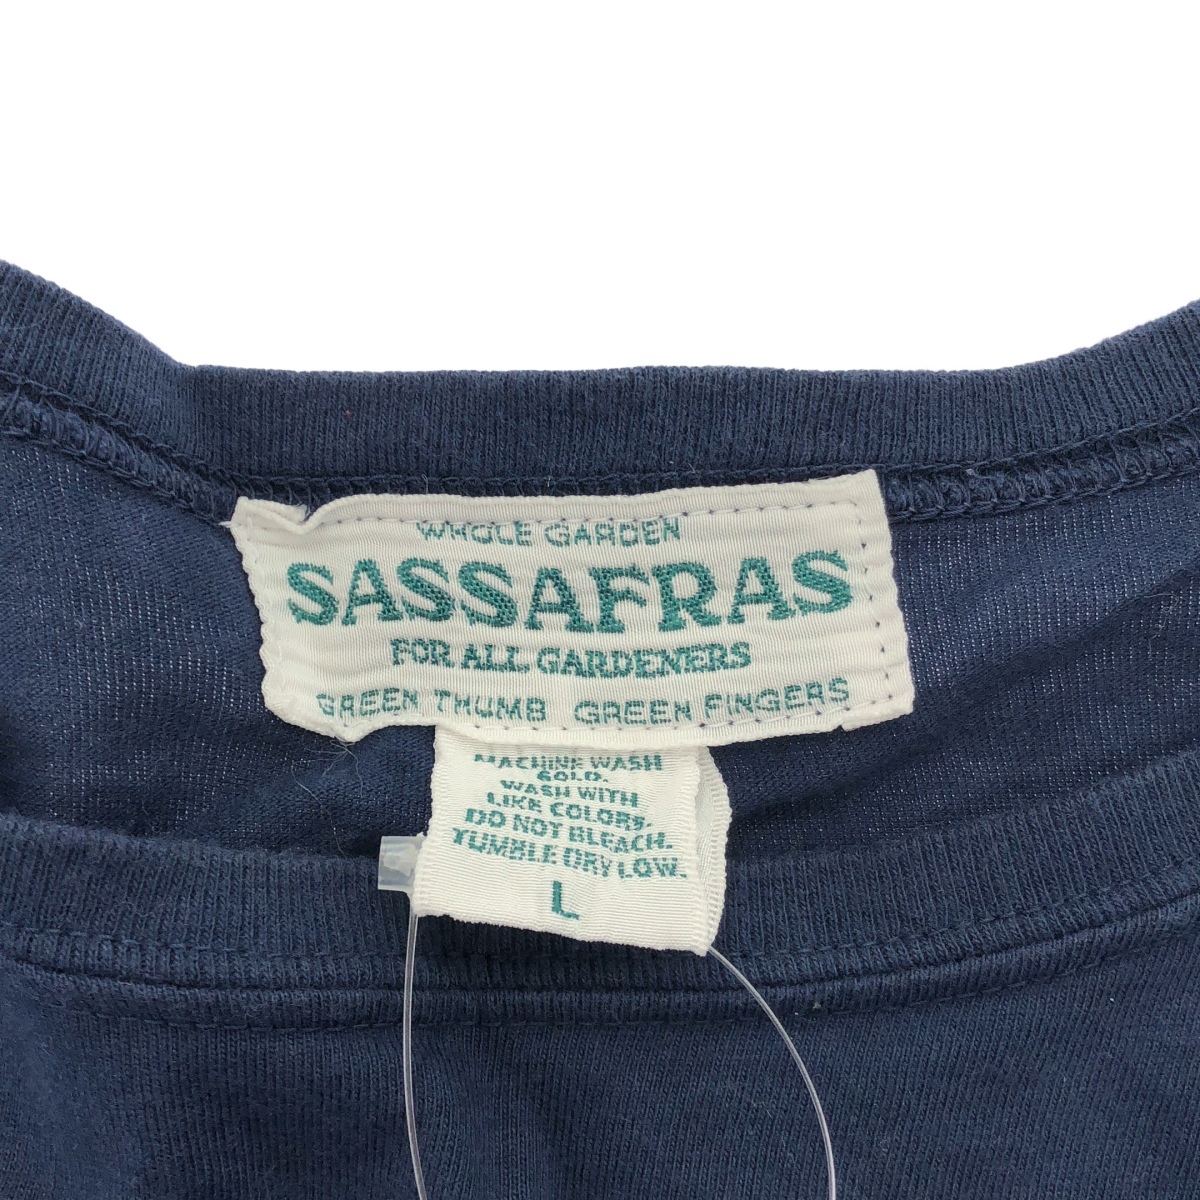 WHOLE GARDEN
SASSAFRAS
FOR ALL GARDENERS
GREEN THUMB GREEN FINGERS
MACHINE WASH
COLD.
WASH WITH
LIKE COLORS.
DO NOT BLEACH.
TUMBLE DRY LOW.
L